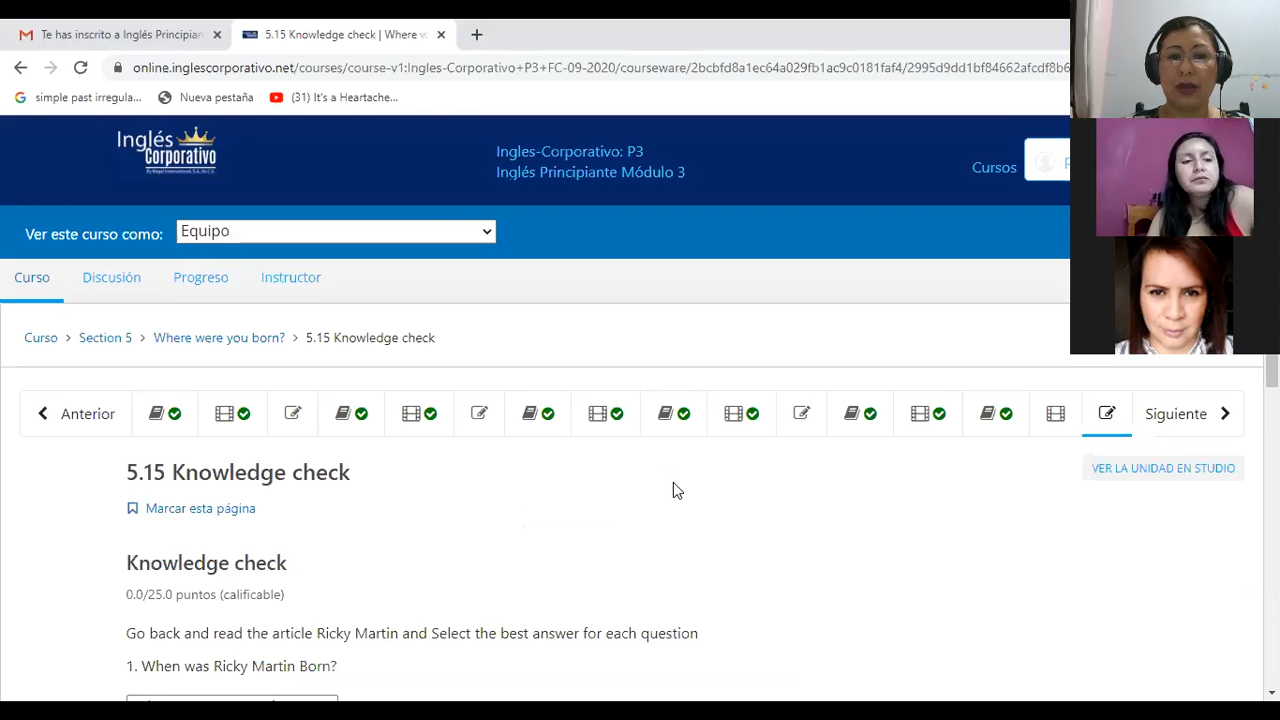 Te has inscrito a Inglés Principian
5.15 Knowledge check | Where w
online.inglescorporativo.net/courses/course-v1:Ingles-Corporativo+P3+FC-09-2020/courseware/2bcbfd8a1ec64a029fb1ac9c0181faf4/2995d9dd1bf84662afcdf8b6
simple past irregula...
Nueva pestaña
(31) It's a Heartache...
Inglés
Corporativo
Ingles-Corporativo: P3
Inglés Principiante Módulo 3
Cursos
Ver este curso como:
Equipo
Curso
Discusión
Progreso
Instructor
Curso > Section 5 > Where were you born? > 5.15 Knowledge check
Anterior
Siguiente
5.15 Knowledge check
VER LA UNIDAD EN STUDIO
Marcar esta página
Knowledge check
0.0/25.0 puntos (calificable)
Go back and read the article Ricky Martin and Select the best answer for each question
1. When was Ricky Martin Born?